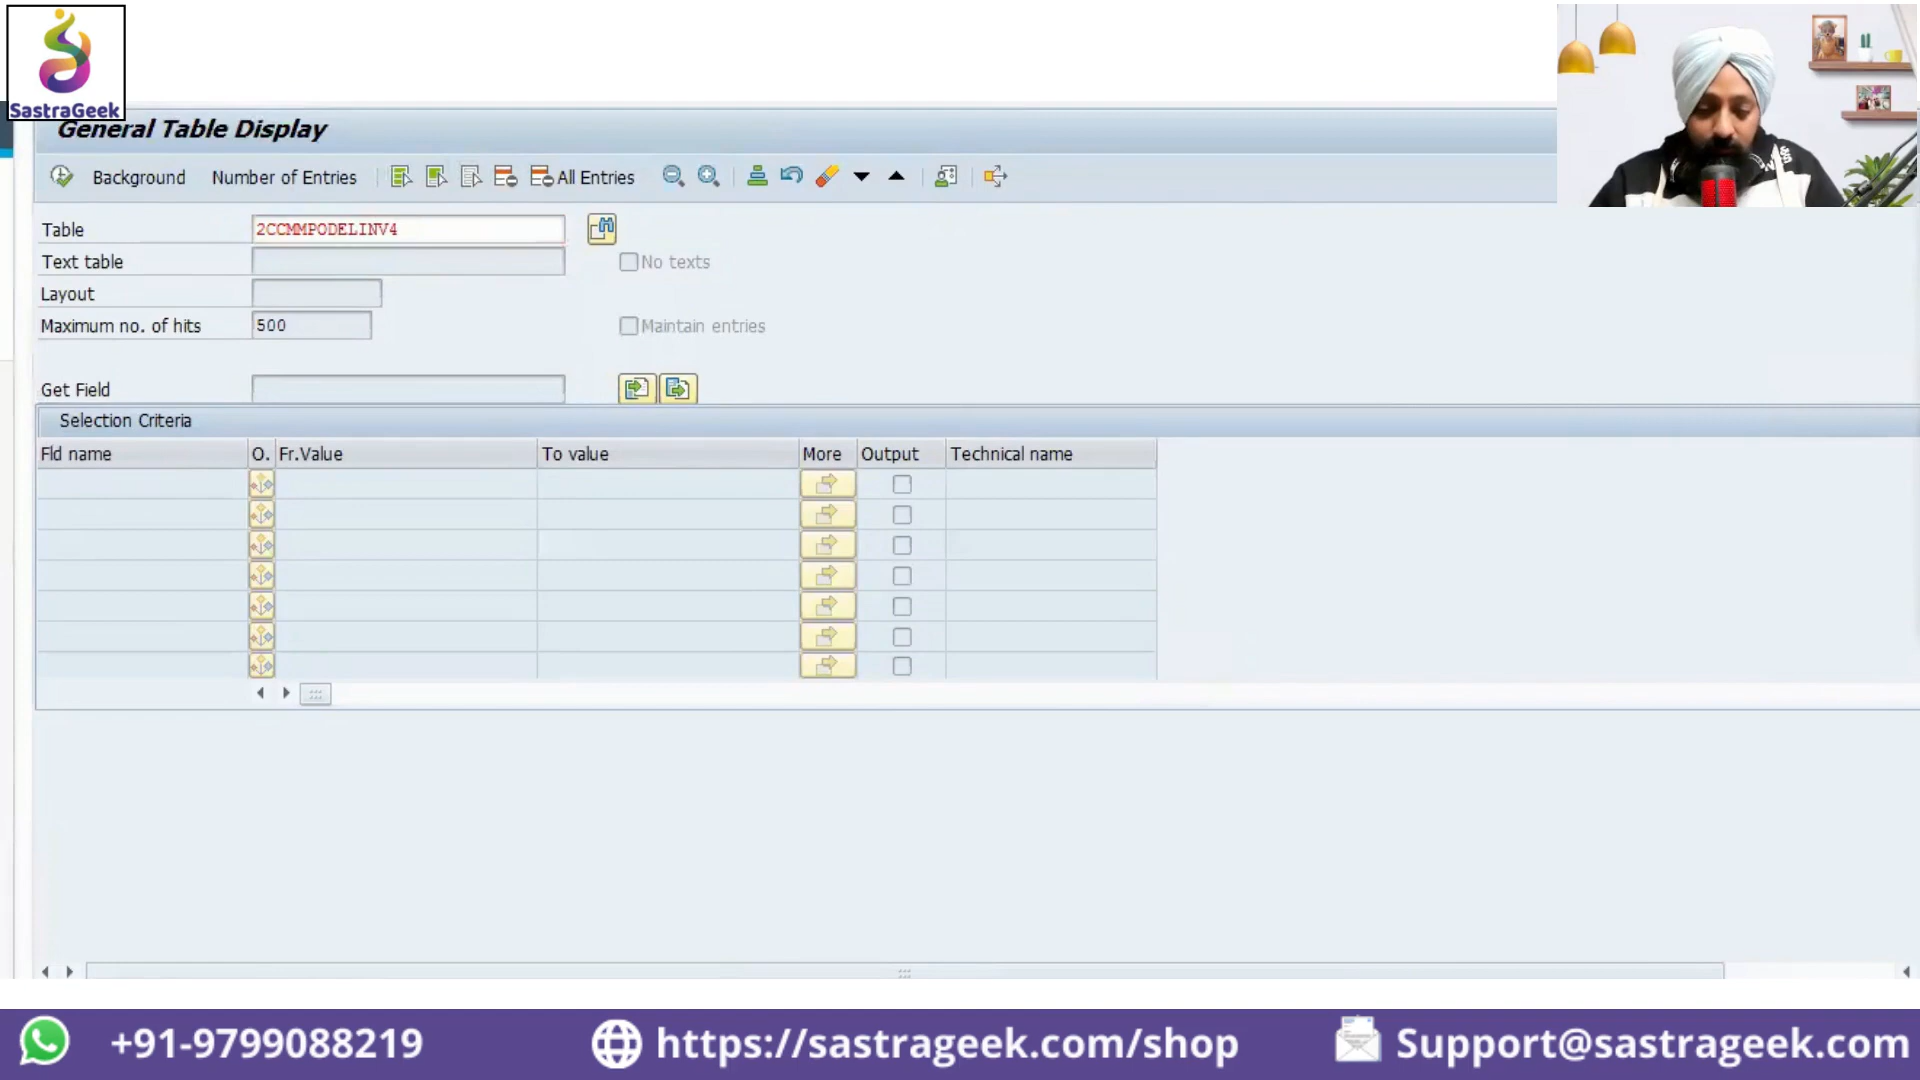 SastraGeek
General Table Display
Background Number of Entries All Entries
Table 2CCMMPODELINV4
Text table No texts
Layout
Maximum no. of hits 500 Maintain entries
Get Field
Selection Criteria
Fld name O. Fr.Value To value More Output Technical name
+91-9799088219 https://sastrageek.com/shop Support@sastrageek.com